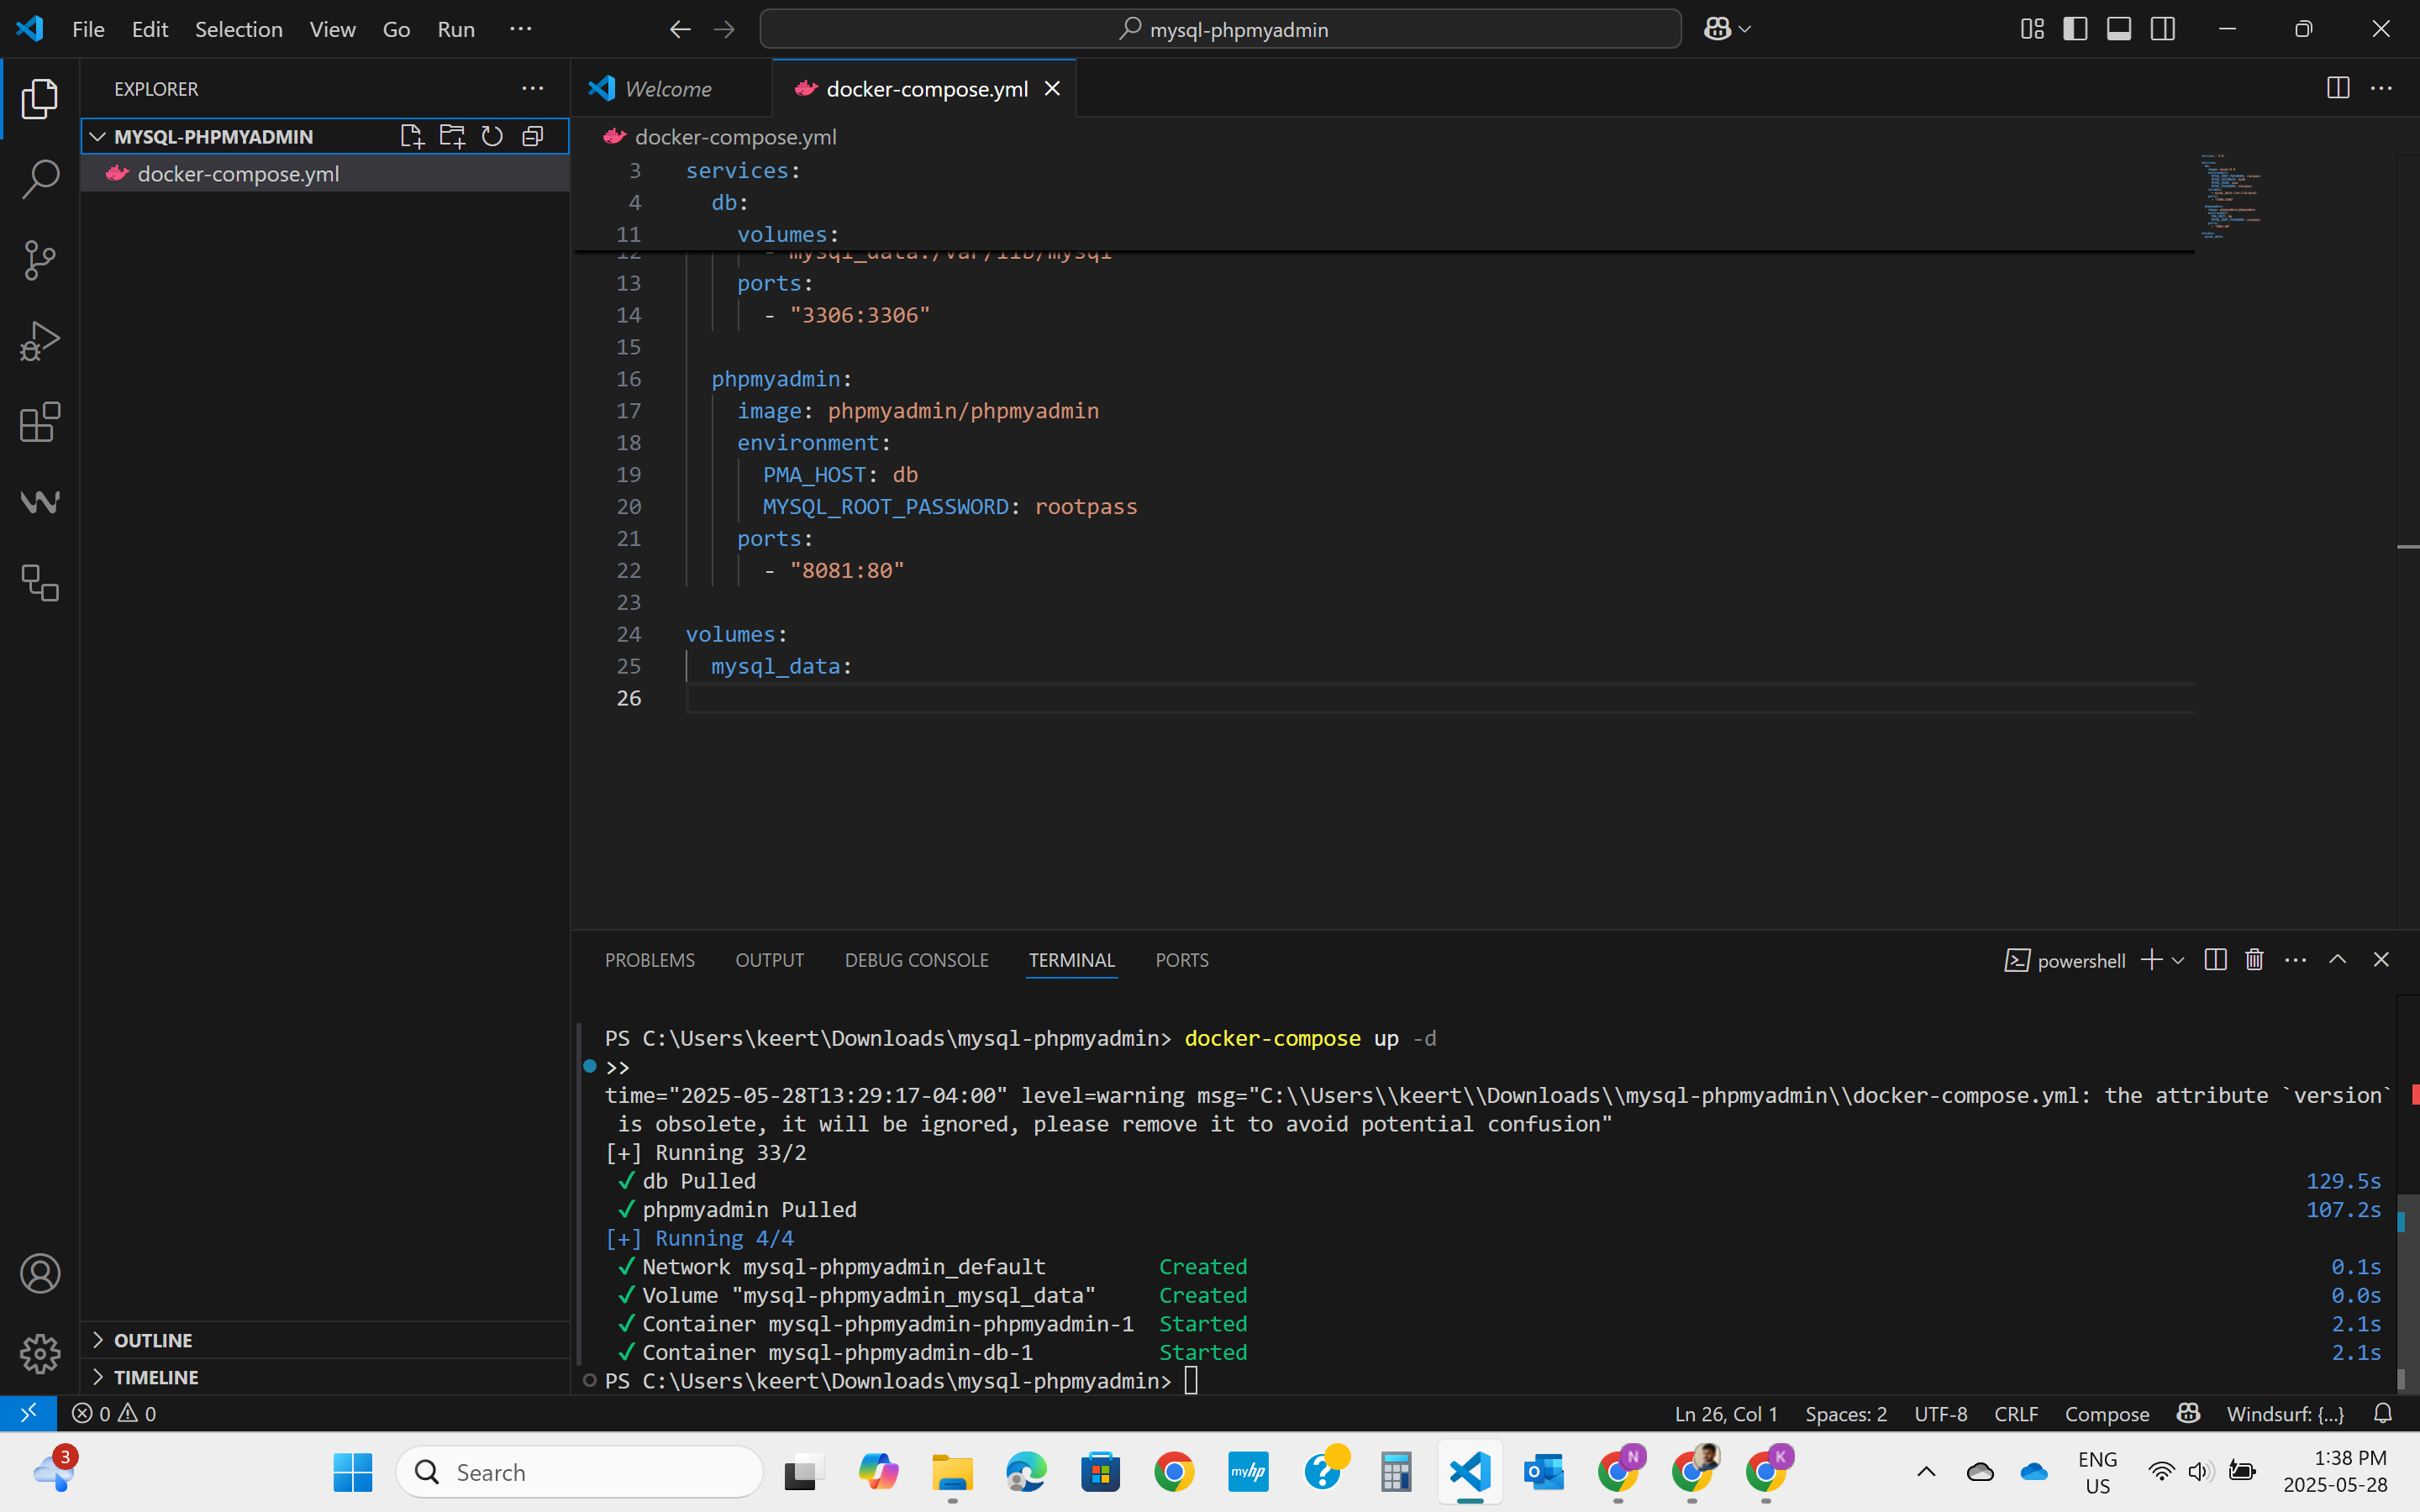 File Edit Selection View Go Run ···
mysql-phpmyadmin
EXPLORER
MYSQL-PHPMYADMIN
docker-compose.yml
Welcome
docker-compose.yml
docker-compose.yml
3 services:
4 db:
11 volumes:
12 - mysql_data:/var/lib/mysql
13 ports:
14 - "3306:3306"
15
16 phpmyadmin:
17 image: phpmyadmin/phpmyadmin
18 environment:
19 PMA_HOST: db
20 MYSQL_ROOT_PASSWORD: rootpass
21 ports:
22 - "8081:80"
23
24 volumes:
25 mysql_data:
26
PROBLEMS OUTPUT DEBUG CONSOLE TERMINAL PORTS
powershell
PS C:\Users\keert\Downloads\mysql-phpmyadmin> docker-compose up -d
>>
time="2025-05-28T13:29:17-04:00" level=warning msg="C:\\Users\\keert\\Downloads\\mysql-phpmyadmin\\docker-compose.yml: the attribute `version`
is obsolete, it will be ignored, please remove it to avoid potential confusion"
[+] Running 33/2
✓ db Pulled 129.5s
✓ phpmyadmin Pulled 107.2s
[+] Running 4/4
✓ Network mysql-phpmyadmin_default Created 0.1s
✓ Volume "mysql-phpmyadmin_mysql_data" Created 0.0s
✓ Container mysql-phpmyadmin-phpmyadmin-1 Started 2.1s
✓ Container mysql-phpmyadmin-db-1 Started 2.1s
PS C:\Users\keert\Downloads\mysql-phpmyadmin>
OUTLINE
TIMELINE
0 0
Ln 26, Col 1 Spaces: 2 UTF-8 CRLF Compose Windsurf: {...}
3
Search
myhp
N
K
ENG
US
1:38 PM
2025-05-28